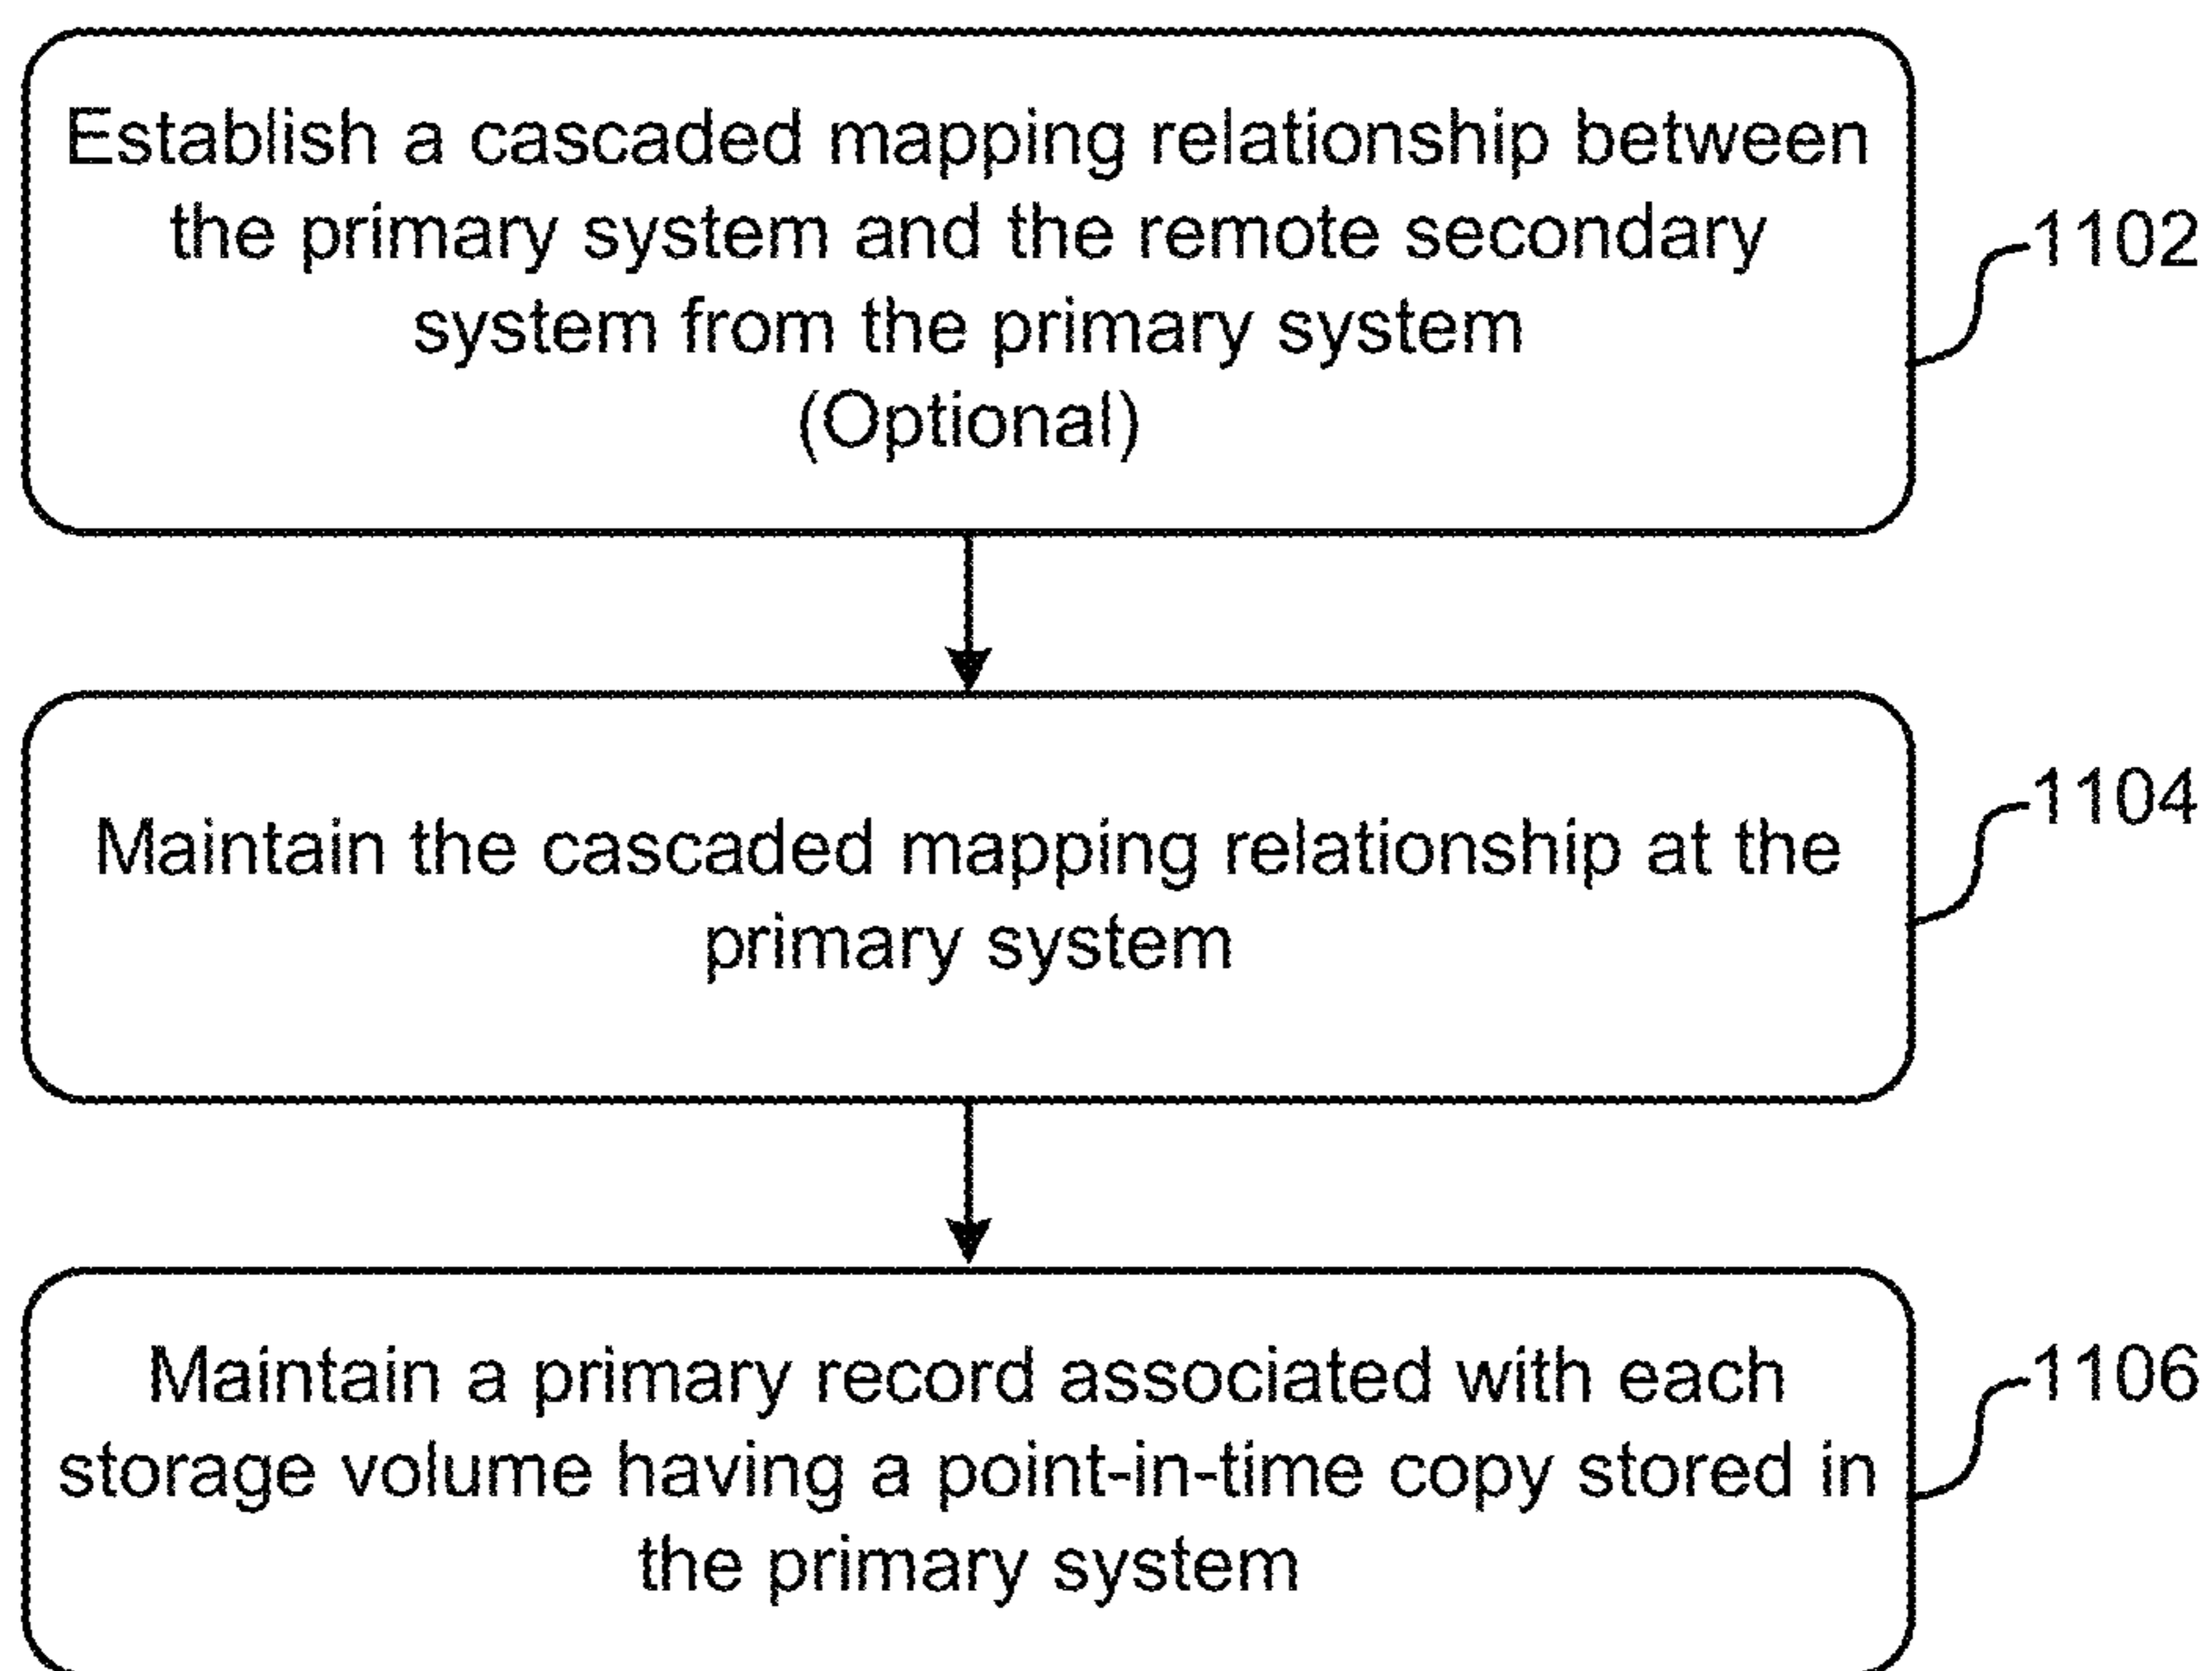 Establish a cascaded mapping relationship between
the primary system and the remote secondary
system from the primary system
(Optional)
1102
Maintain the cascaded mapping relationship at the
primary system
1104
Maintain a primary record associated with each
storage volume having a point-in-time copy stored in
the primary system
1106